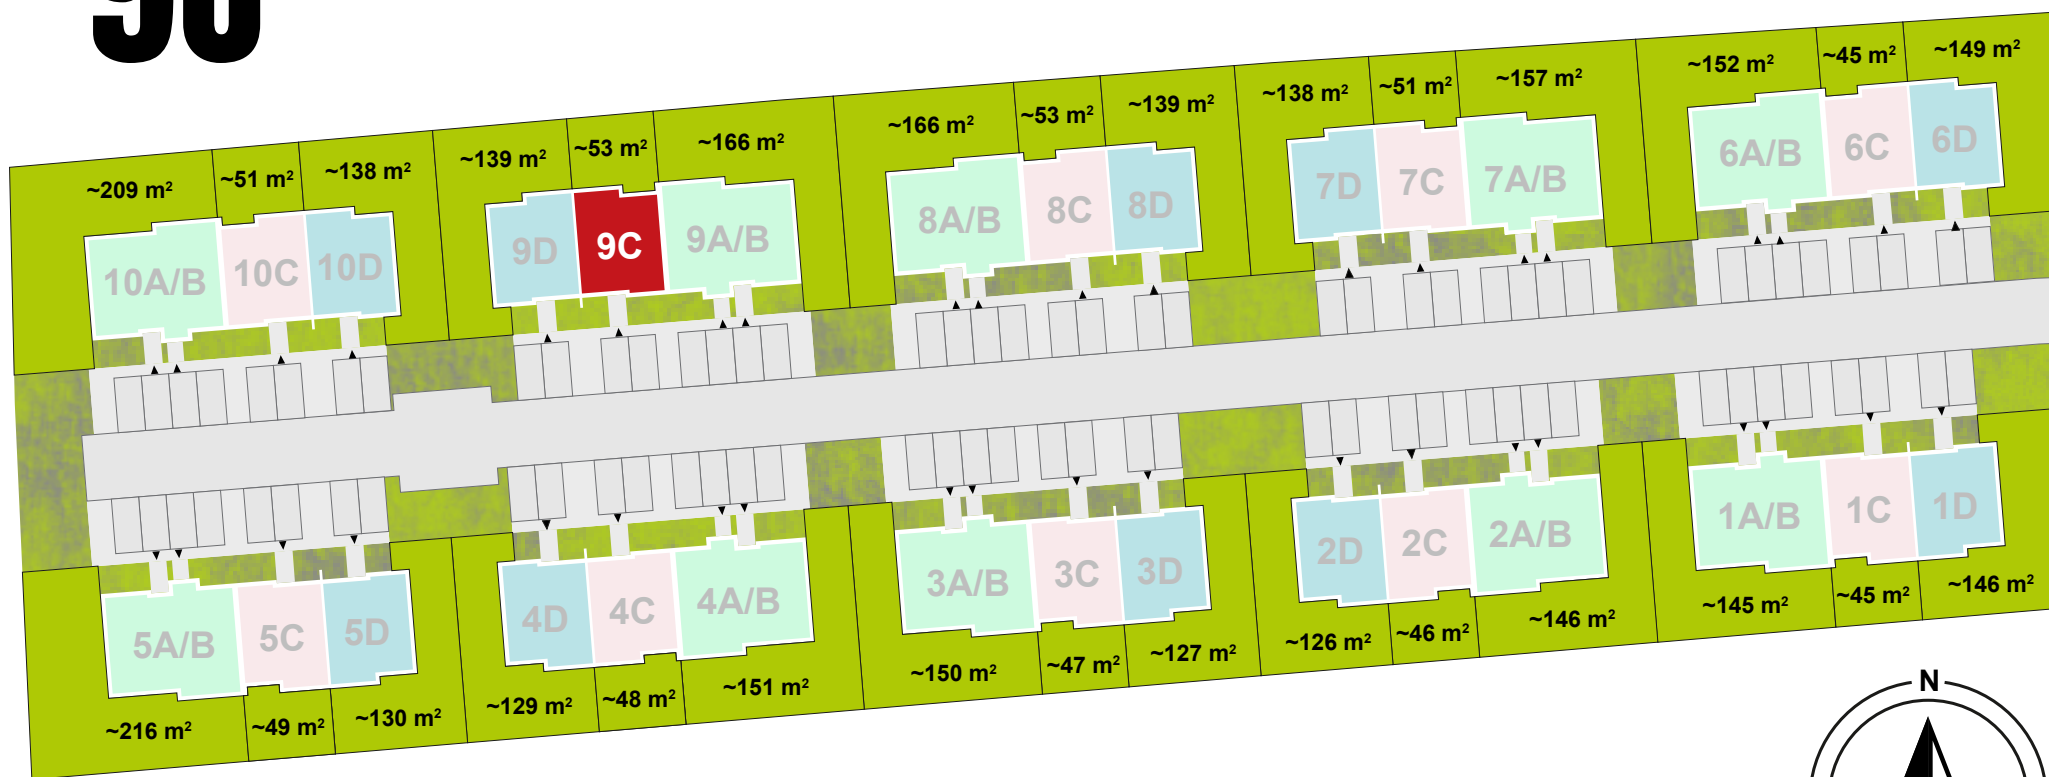 ~209 m²
~51 m²
~138 m²
~139 m²
~53 m²
~166 m²
~166 m²
~53 m²
~139 m²
~138 m²
~51 m²
~157 m²
~152 m²
~45 m²
~149 m²
10A/B
10C
10D
9D
9C
9A/B
8A/B
8C
8D
7D
7C
7A/B
6A/B
6C
6D
5A/B
5C
5D
4D
4C
4A/B
3A/B
3C
3D
2D
2C
2A/B
1A/B
1C
1D
~216 m²
~49 m²
~130 m²
~129 m²
~48 m²
~151 m²
~150 m²
~47 m²
~127 m²
~126 m²
~46 m²
~146 m²
~145 m²
~45 m²
~146 m²
N